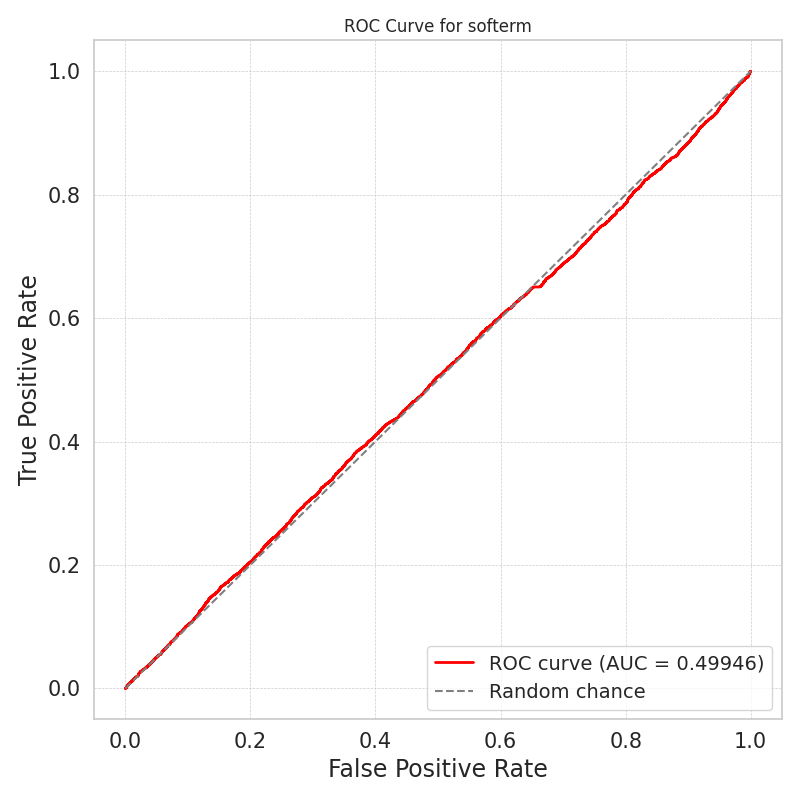 ROC Curve for softerm
True Positive Rate
1.0
0.8
0.6
0.4
0.2
0.0
ROC curve (AUC = 0.49946)
Random chance
0.0 0.2 0.4 0.6 0.8 1.0
False Positive Rate